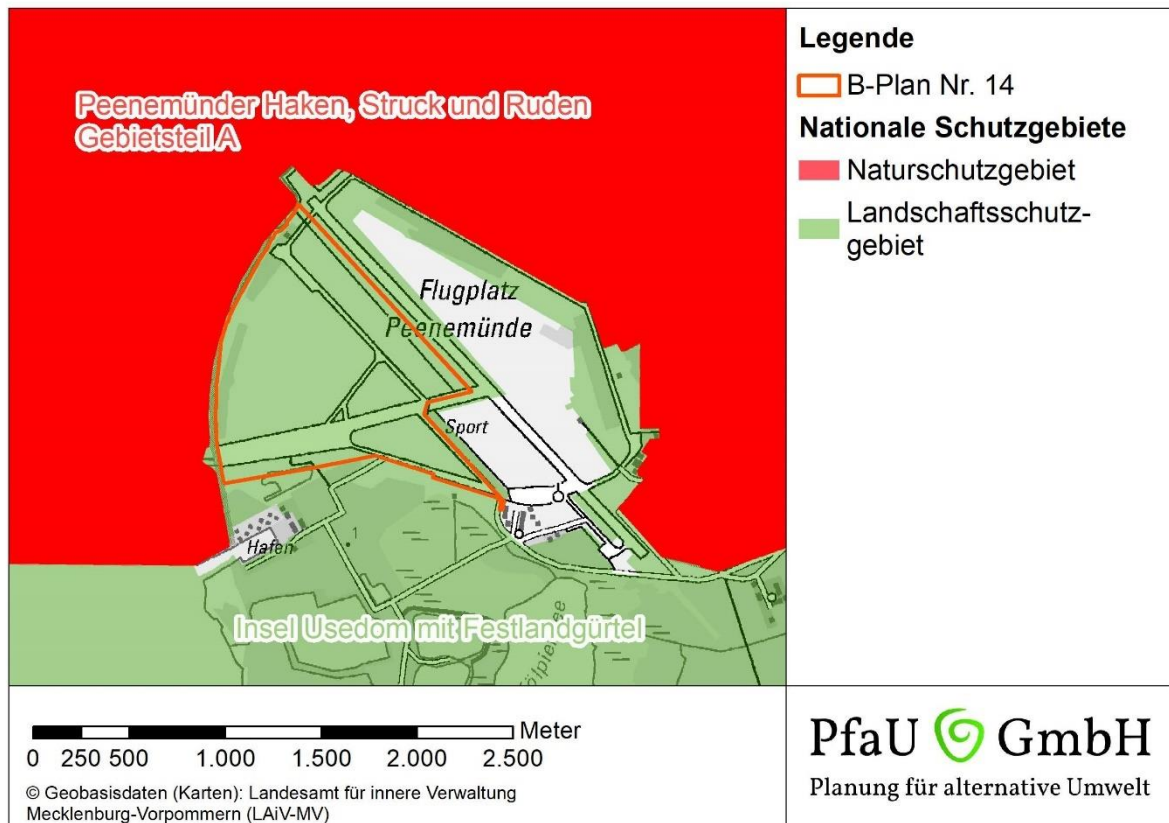 Peenemünder Haken, Struck und Ruden
Gebietsteil A
Flugplatz
Peenemünde
Sport
Hafen
1
Insel Usedom mit Festlandgürtel
Legende
B-Plan Nr. 14
Nationale Schutzgebiete
Naturschutzgebiet
Landschaftsschutz-
gebiet
Meter
0 250 500 1.000 1.500 2.000 2.500
© Geobasisdaten (Karten): Landesamt für innere Verwaltung
Mecklenburg-Vorpommern (LAiV-MV)
PfaU GmbH
Planung für alternative Umwelt